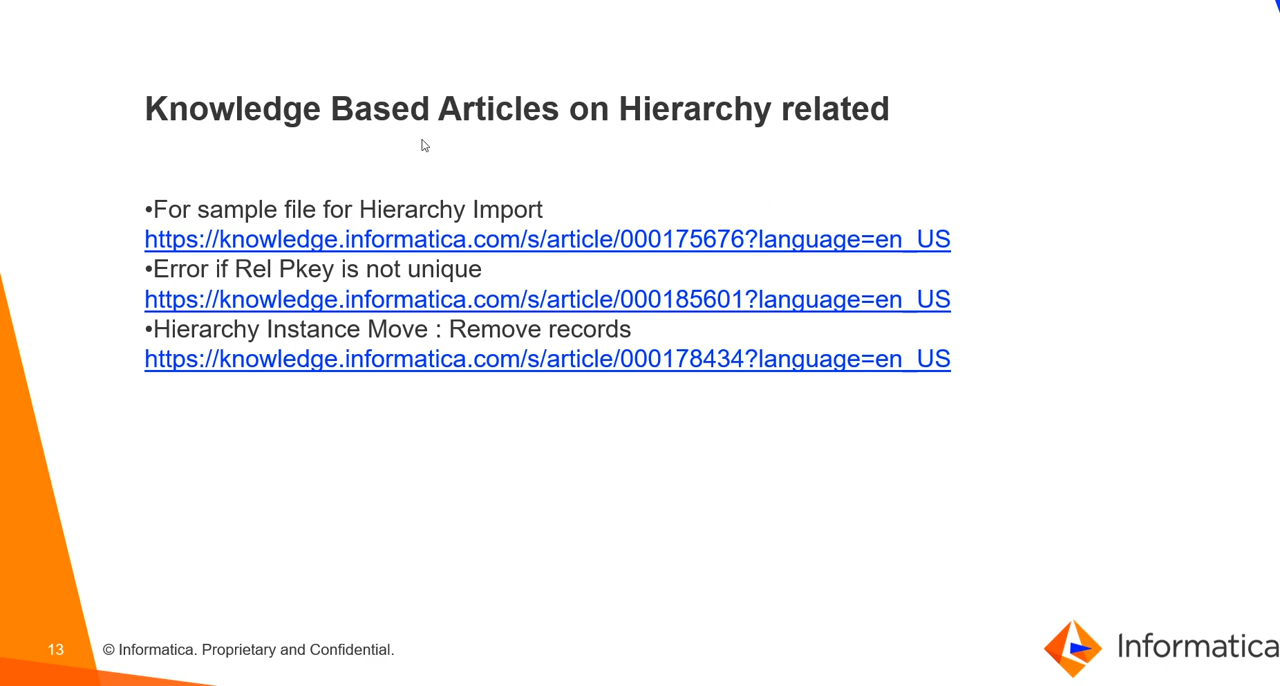 Knowledge Based Articles on Hierarchy related
•For sample file for Hierarchy Import
https://knowledge.informatica.com/s/article/000175676?language=en_US
•Error if Rel Pkey is not unique
https://knowledge.informatica.com/s/article/000185601?language=en_US
•Hierarchy Instance Move : Remove records
https://knowledge.informatica.com/s/article/000178434?language=en_US
13
© Informatica. Proprietary and Confidential.
Informatica